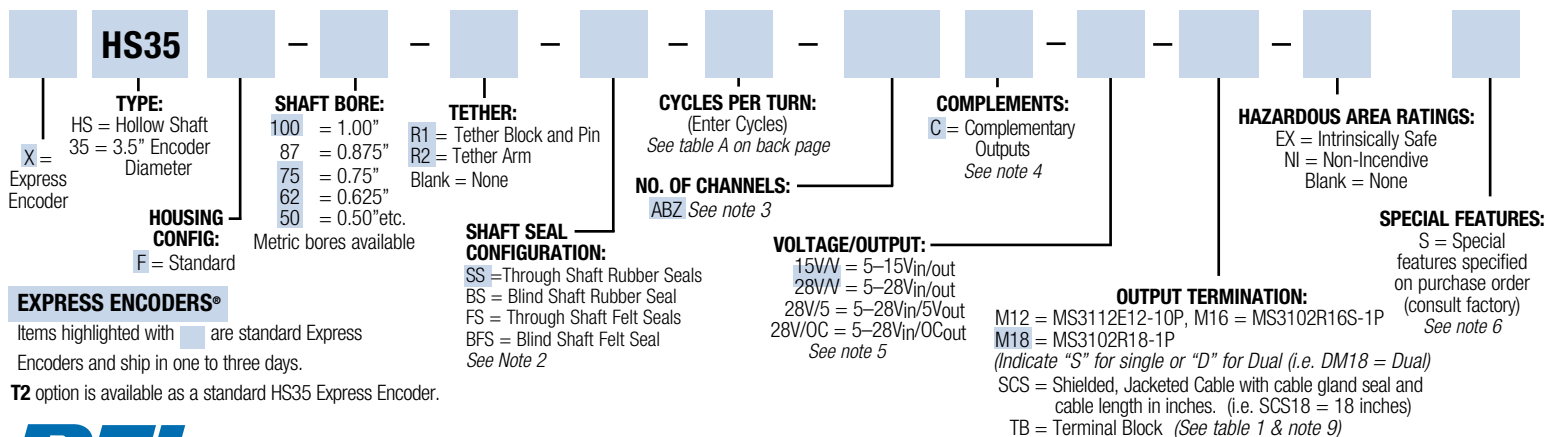 HS35 – – – – – – – – –
TYPE:
HS = Hollow Shaft
35 = 3.5” Encoder
Diameter
X =
Express
Encoder
HOUSING
CONFIG:
F = Standard
SHAFT BORE:
100 = 1.00”
87 = 0.875”
75 = 0.75”
62 = 0.625”
50 = 0.50”etc.
Metric bores available
TETHER:
R1 = Tether Block and Pin
R2 = Tether Arm
Blank = None
SHAFT SEAL
CONFIGURATION:
SS =Through Shaft Rubber Seals
BS = Blind Shaft Rubber Seal
FS = Through Shaft Felt Seals
BFS = Blind Shaft Felt Seal
See Note 2
CYCLES PER TURN:
(Enter Cycles)
See table A on back page
NO. OF CHANNELS:
ABZ See note 3
COMPLEMENTS:
C = Complementary
Outputs
See note 4
VOLTAGE/OUTPUT:
15V/V = 5–15Vin/out
28V/V = 5–28Vin/out
28V/5 = 5–28Vin/5Vout
28V/OC = 5–28Vin/OCout
See note 5
OUTPUT TERMINATION:
M12 = MS3112E12-10P, M16 = MS3102R16S-1P
M18 = MS3102R18-1P
(Indicate “S” for single or “D” for Dual (i.e. DM18 = Dual)
SCS = Shielded, Jacketed Cable with cable gland seal and
cable length in inches. (i.e. SCS18 = 18 inches)
TB = Terminal Block (See table 1 & note 9)
HAZARDOUS AREA RATINGS:
EX = Intrinsically Safe
NI = Non-Incendive
Blank = None
SPECIAL FEATURES:
S = Special
features specified
on purchase order
(consult factory)
See note 6
EXPRESS ENCODERS®
Items highlighted with are standard Express
Encoders and ship in one to three days.
T2 option is available as a standard HS35 Express Encoder.